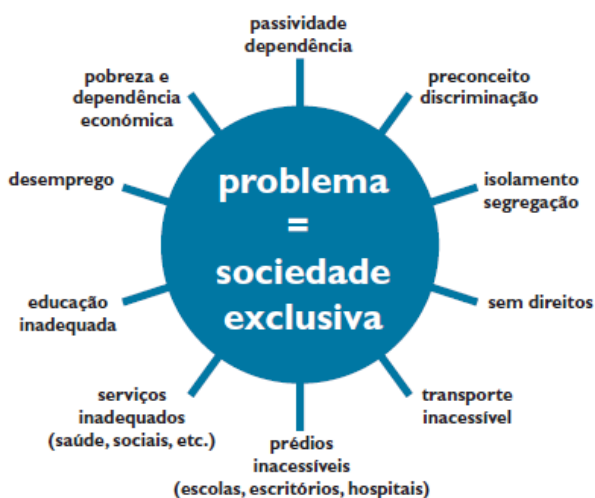 passividade
dependência
preconceito
discriminação
isolamento
segregação
sem direitos
transporte
inacessível
prédios
inacessíveis
(escolas, escritórios, hospitais)
serviços
inadequados
(saúde, sociais, etc.)
educação
inadequada
desemprego
pobreza e
dependência
económica
problema
=
sociedade
exclusiva